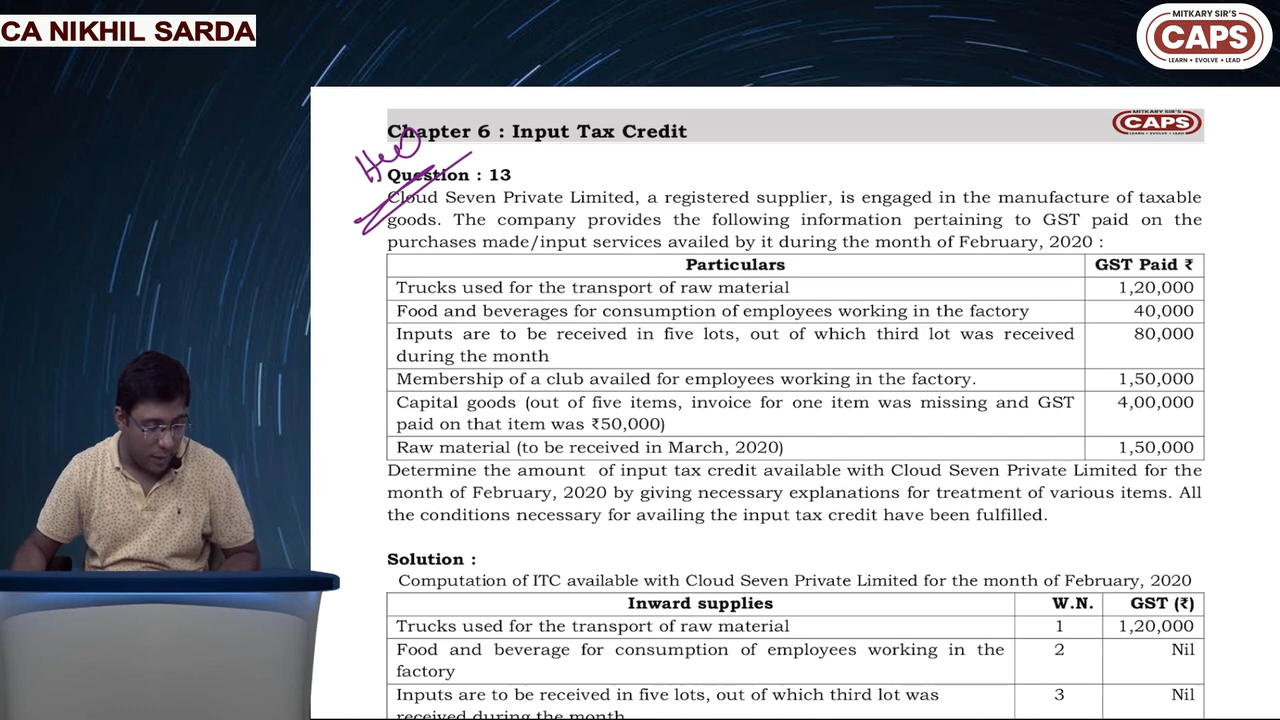 CA NIKHIL SARDA
MITKARY SIR'S
CAPS
LEARN • EVOLVE • LEAD
Chapter 6 : Input Tax Credit
MITKARY SIR'S
CAPS
LEARN • EVOLVE • LEAD
Question : 13
Cloud Seven Private Limited, a registered supplier, is engaged in the manufacture of taxable
goods. The company provides the following information pertaining to GST paid on the
purchases made/input services availed by it during the month of February, 2020 :
Particulars GST Paid ₹
Trucks used for the transport of raw material 1,20,000
Food and beverages for consumption of employees working in the factory 40,000
Inputs are to be received in five lots, out of which third lot was received 80,000
during the month
Membership of a club availed for employees working in the factory. 1,50,000
Capital goods (out of five items, invoice for one item was missing and GST 4,00,000
paid on that item was ₹50,000)
Raw material (to be received in March, 2020) 1,50,000
Determine the amount of input tax credit available with Cloud Seven Private Limited for the
month of February, 2020 by giving necessary explanations for treatment of various items. All
the conditions necessary for availing the input tax credit have been fulfilled.
Solution :
Computation of ITC available with Cloud Seven Private Limited for the month of February, 2020
Inward supplies W.N. GST (₹)
Trucks used for the transport of raw material 1 1,20,000
Food and beverage for consumption of employees working in the 2 Nil
factory
Inputs are to be received in five lots, out of which third lot was 3 Nil
received during the month